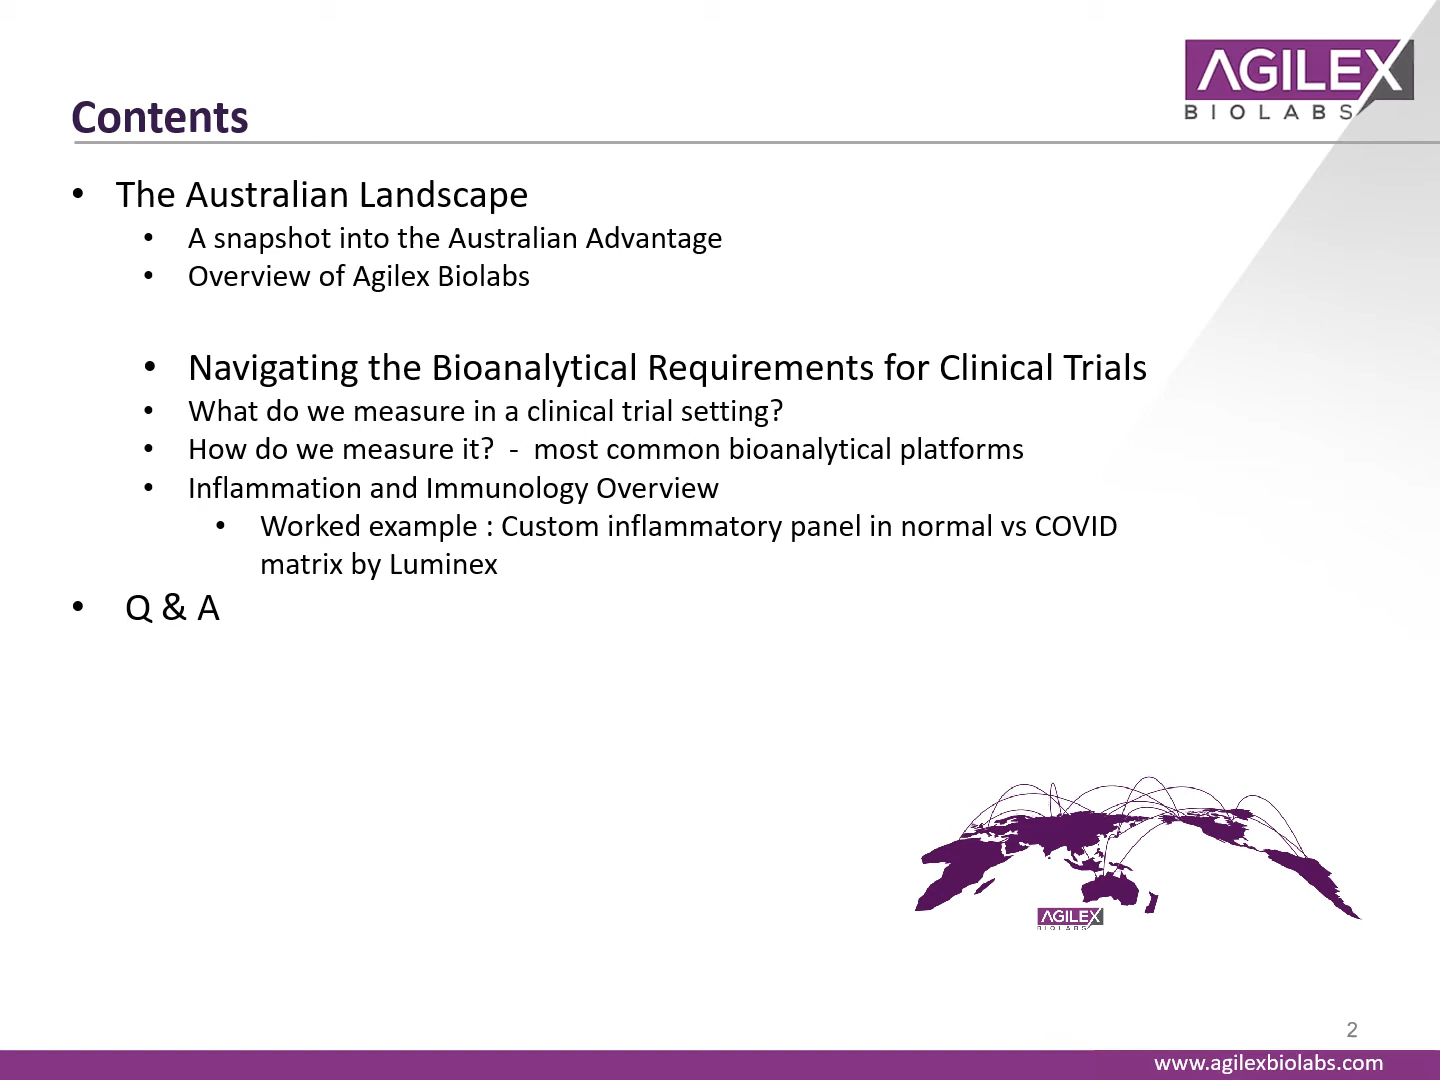 AGILEX
BIOLABS
Contents
• The Australian Landscape
• A snapshot into the Australian Advantage
• Overview of Agilex Biolabs
• Navigating the Bioanalytical Requirements for Clinical Trials
• What do we measure in a clinical trial setting?
• How do we measure it? - most common bioanalytical platforms
• Inflammation and Immunology Overview
• Worked example : Custom inflammatory panel in normal vs COVID
matrix by Luminex
• Q & A
AGILEX
BIOLABS
2
www.agilexbiolabs.com